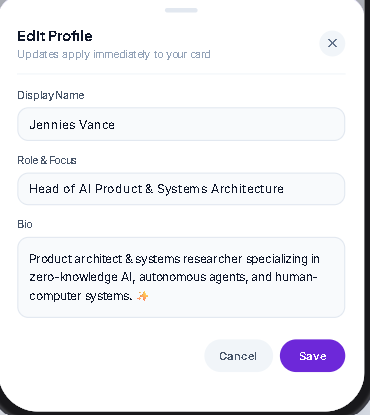 Edit Profile
Updates apply immediately to your card
Display Name
Jennies Vance
Role & Focus
Head of AI Product & Systems Architecture
Bio
Product architect & systems researcher specializing in
zero-knowledge AI, autonomous agents, and human-
computer systems. ✨
Cancel
Save